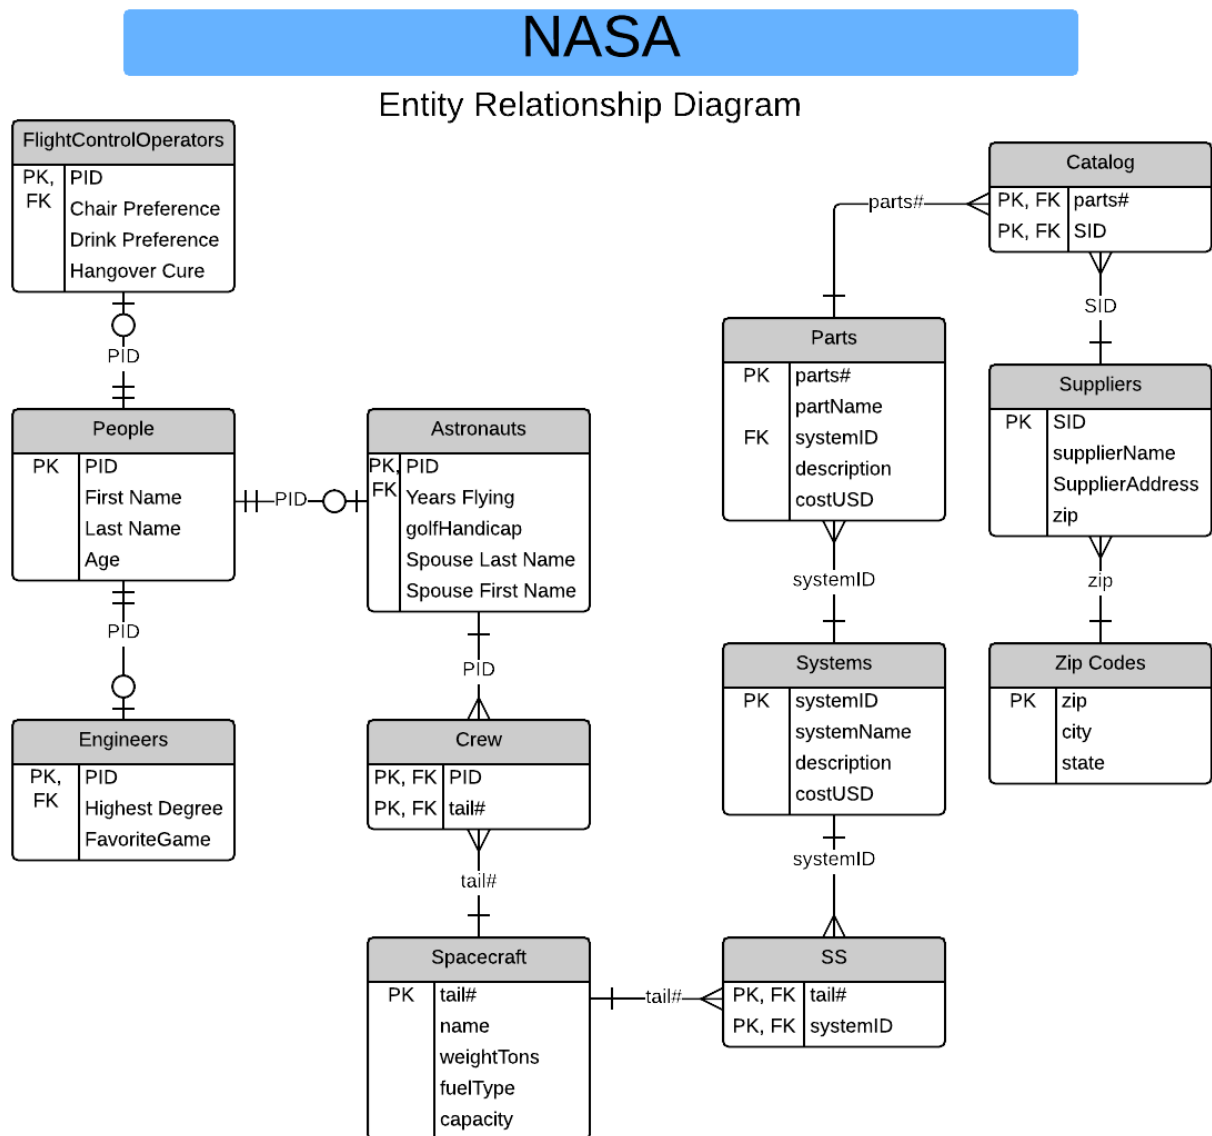 NASA
Entity Relationship Diagram
FlightControlOperators
PK, FK PID
Chair Preference
Drink Preference
Hangover Cure
PID
People
PK PID
First Name
Last Name
Age
PID
Engineers
PK, FK PID
Highest Degree
FavoriteGame
PID
Astronauts
PK, FK PID
Years Flying
golfHandicap
Spouse Last Name
Spouse First Name
PID
Crew
PK, FK PID
PK, FK tail#
tail#
Spacecraft
PK tail#
name
weightTons
fuelType
capacity
tail#
SS
PK, FK tail#
PK, FK systemID
systemID
Systems
PK systemID
systemName
description
costUSD
systemID
Parts
PK parts#
partName
FK systemID
description
costUSD
parts#
Catalog
PK, FK parts#
PK, FK SID
SID
Suppliers
PK SID
supplierName
SupplierAddress
zip
zip
Zip Codes
PK zip
city
state